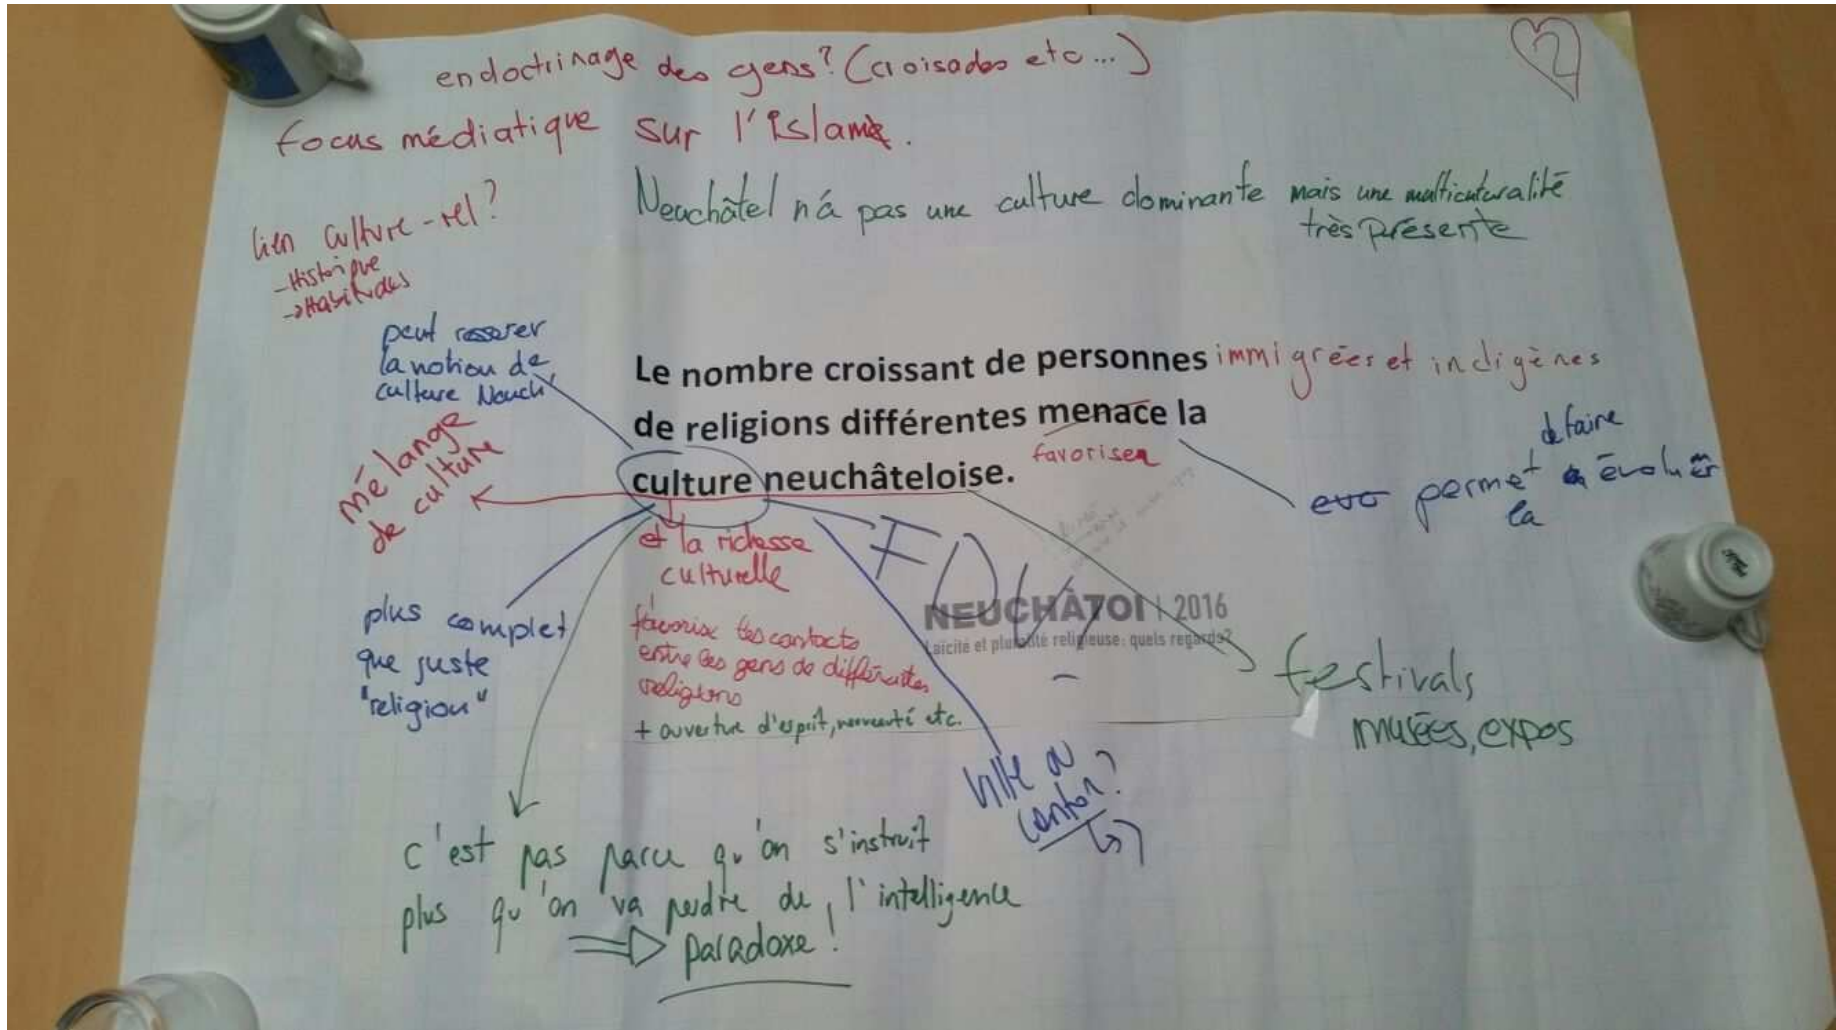 endoctrinage des gens? (croisades etc...)
2
focus médiatique sur l'islam.
Neuchâtel n'a pas une culture dominante mais une multicuturalité
très présente
lien culture-rel?
- Historique
→ Habitudes
peut resserer
la notion de
culture Neuch'
Le nombre croissant de personnes immigrées et indigènes
de religions différentes menace la
favorisen
culture neuchâteloise.
de faire
permet évoluer
la
mélange
de culture
et la richesse
culturelle
FDW
plus complet
que juste
"religion"
favorise les contacts
entre les gens de différentes
religions
+ ouverture d'esprit, nouveauté etc.
NEUCHÀTOI | 2016
Laïcité et pluralité religieuse: quels regards?
festivals
musées, expos
Ville ou
canton?
c'est pas parce qu'on s'instruit
plus qu'on va perdre de l'intelligence
⇒ paradoxe!